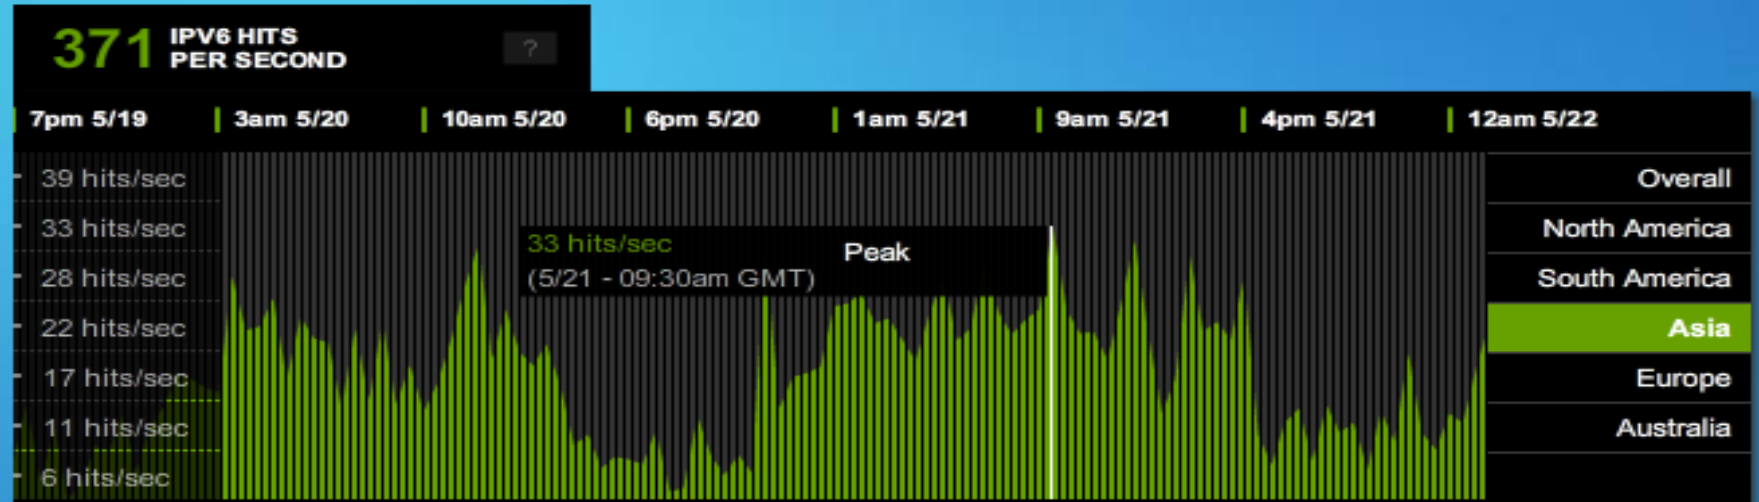 371 IPV6 HITS
PER SECOND
?
7pm 5/19 3am 5/20 10am 5/20 6pm 5/20 1am 5/21 9am 5/21 4pm 5/21 12am 5/22
39 hits/sec
33 hits/sec
28 hits/sec
22 hits/sec
17 hits/sec
11 hits/sec
6 hits/sec
33 hits/sec Peak
(5/21 - 09:30am GMT)
Overall
North America
South America
Asia
Europe
Australia